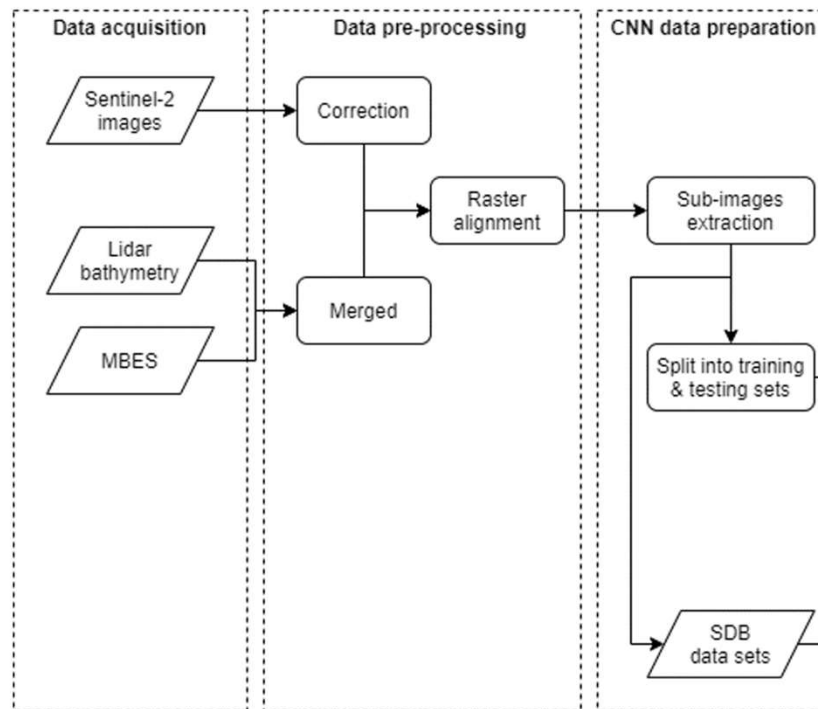 Data acquisition
Data pre-processing
CNN data preparation
Sentinel-2
images
Correction
Raster
alignment
Sub-images
extraction
Lidar
bathymetry
Merged
MBES
Split into training
& testing sets
SDB
data sets